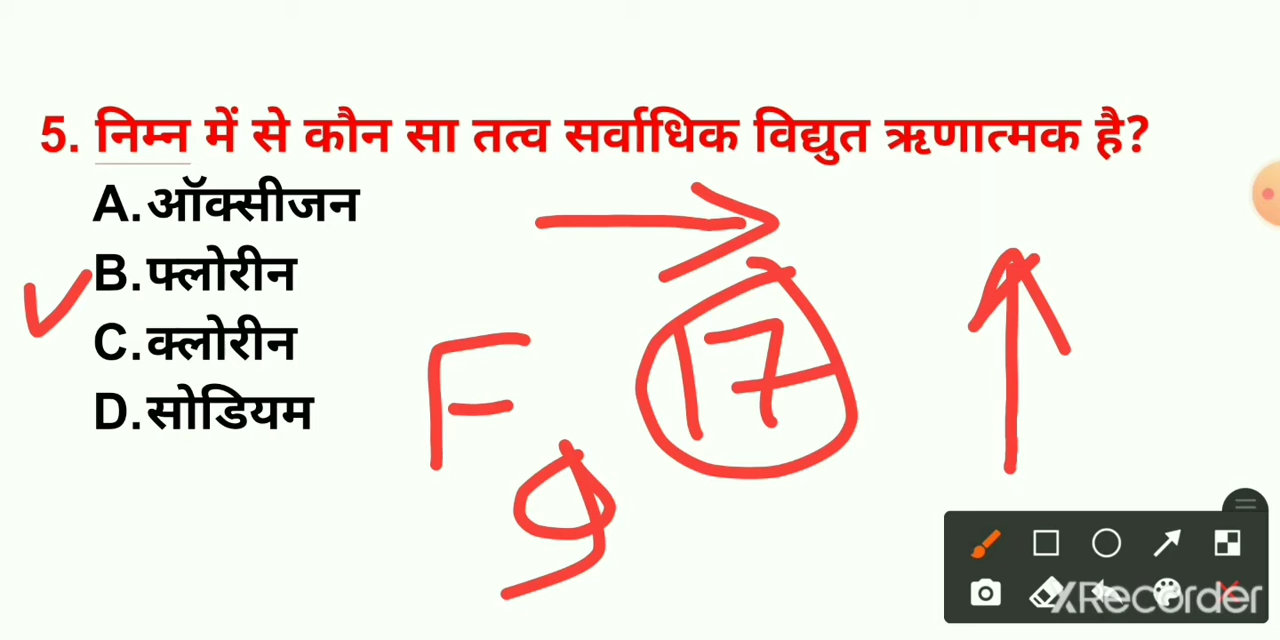 5. निम्न में से कौन सा तत्व सर्वाधिक विद्युत ऋणात्मक है?
A.ऑक्सीजन
B.फ्लोरीन
C.क्लोरीन
D.सोडियम
F
9
17
XRecorder